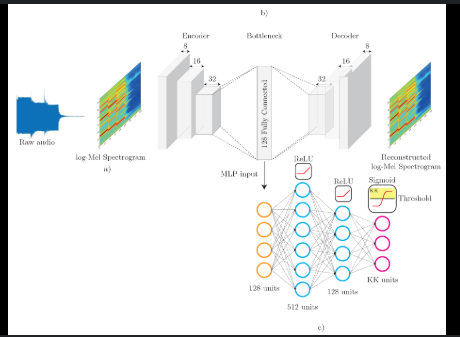 b)
Encoder
Bottleneck
Decoder
8
16
32
128 Fully Connected
32
16
8
Raw audio
log-Mel Spectrogram
a)
Reconstructed
log-Mel Spectrogram
MLP input
ReLU
ReLU
Sigmoid
Threshold
128 units
512 units
128 units
KK units
c)